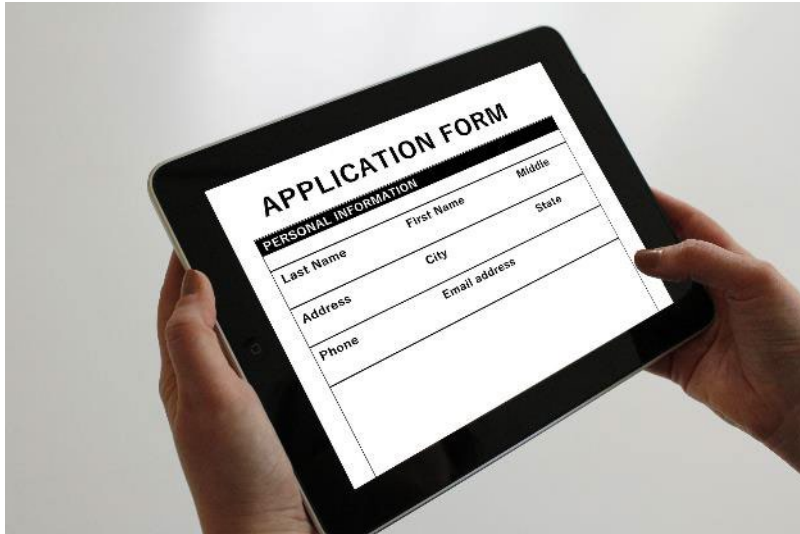 APPLICATION FORM
PERSONAL INFORMATION
Last Name First Name Middle
Address City State
Phone Email address